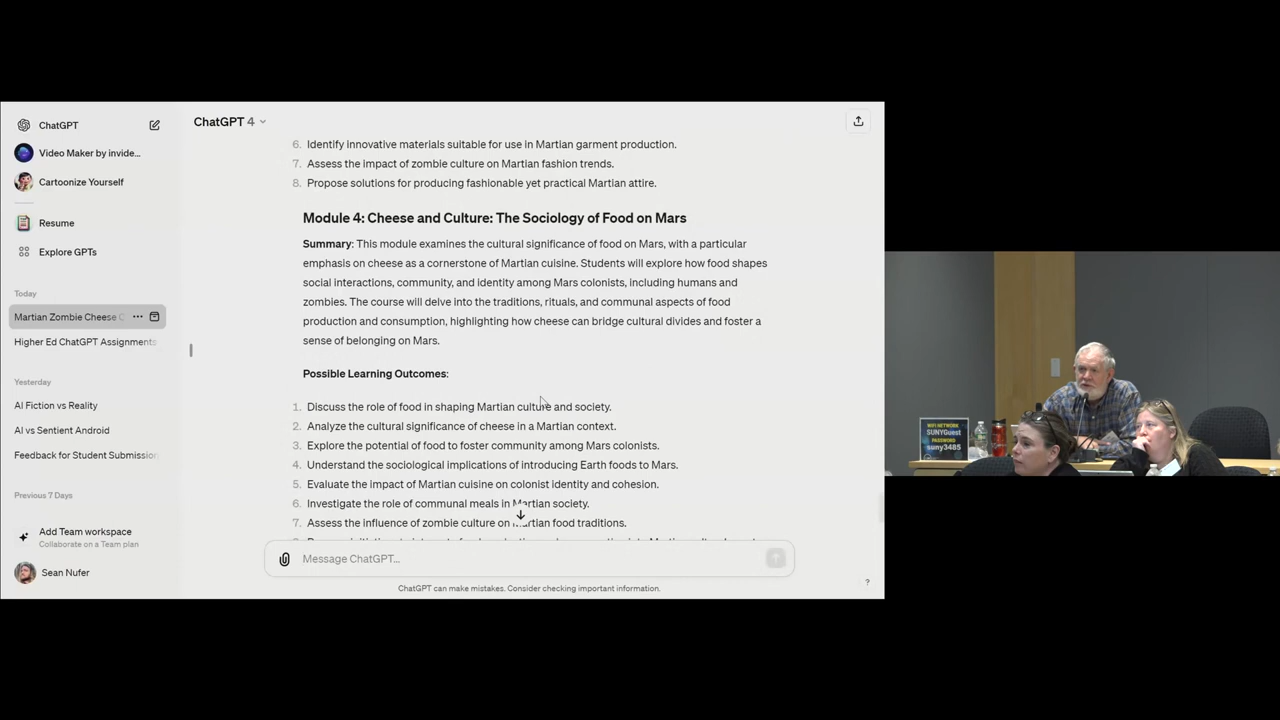 ChatGPT
Video Maker by invide...
Cartoonize Yourself
Resume
Explore GPTs
Today
Martian Zombie Cheese C
Higher Ed ChatGPT Assignments
Yesterday
AI Fiction vs Reality
AI vs Sentient Android
Feedback for Student Submission
Previous 7 Days
Add Team workspace
Collaborate on a Team plan
Sean Nufer
ChatGPT 4
6. Identify innovative materials suitable for use in Martian garment production.
7. Assess the impact of zombie culture on Martian fashion trends.
8. Propose solutions for producing fashionable yet practical Martian attire.
Module 4: Cheese and Culture: The Sociology of Food on Mars
Summary: This module examines the cultural significance of food on Mars, with a particular
emphasis on cheese as a cornerstone of Martian cuisine. Students will explore how food shapes
social interactions, community, and identity among Mars colonists, including humans and
zombies. The course will delve into the traditions, rituals, and communal aspects of food
production and consumption, highlighting how cheese can bridge cultural divides and foster a
sense of belonging on Mars.
Possible Learning Outcomes:
1. Discuss the role of food in shaping Martian culture and society.
2. Analyze the cultural significance of cheese in a Martian context.
3. Explore the potential of food to foster community among Mars colonists.
4. Understand the sociological implications of introducing Earth foods to Mars.
5. Evaluate the impact of Martian cuisine on colonist identity and cohesion.
6. Investigate the role of communal meals in Martian society.
7. Assess the influence of zombie culture on Martian food traditions.
Message ChatGPT...
ChatGPT can make mistakes. Consider checking important information.
?
WIFI NETWORK
SUNYGuest
PASSWORD
suny3485